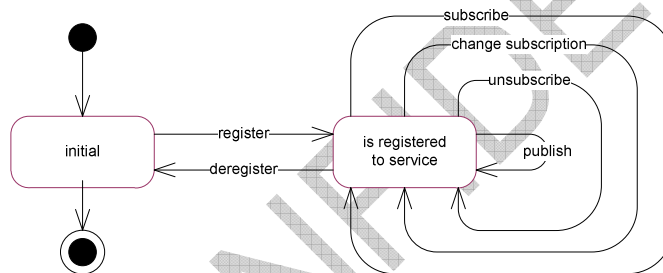 subscribe
change subscription
unsubscribe
register
initial
is registered
to service
publish
deregister